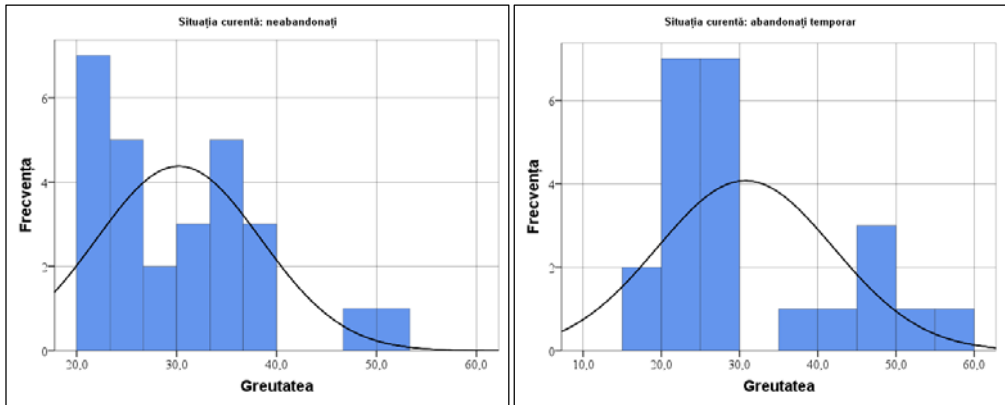 Situația curentă: neabandonați
Frecvența
6
4
2
0
20,0 30,0 40,0 50,0 60,0
Greutatea
Situația curentă: abandonați temporar
Frecvența
6
4
2
0
10,0 20,0 30,0 40,0 50,0 60,0
Greutatea